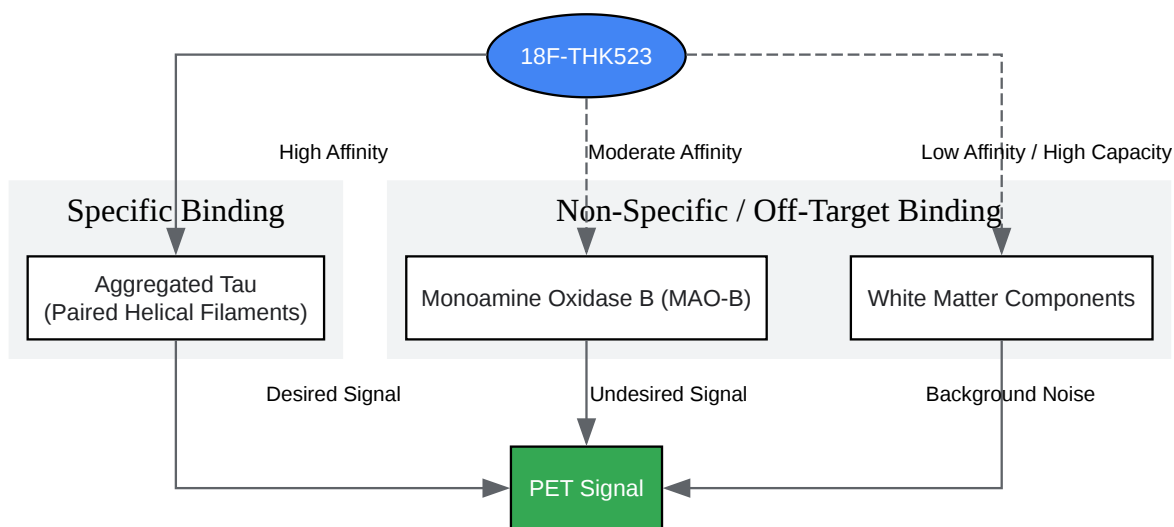 18F-THK523
High Affinity
Moderate Affinity
Low Affinity / High Capacity
Specific Binding
Non-Specific / Off-Target Binding
Aggregated Tau
(Paired Helical Filaments)
Monoamine Oxidase B (MAO-B)
White Matter Components
Desired Signal
Undesired Signal
Background Noise
PET Signal